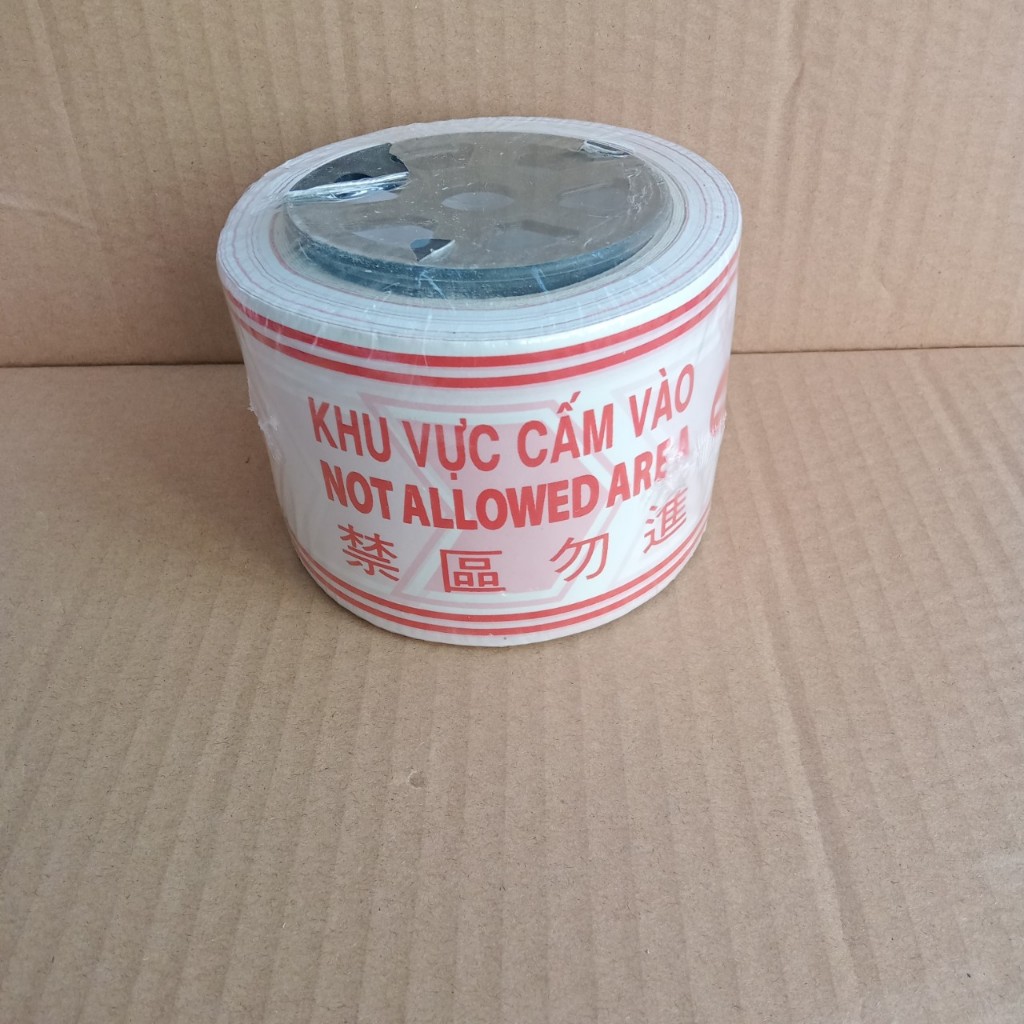 KHU VỰC CẤM VÀO
NOT ALLOWED AREA
禁區勿進